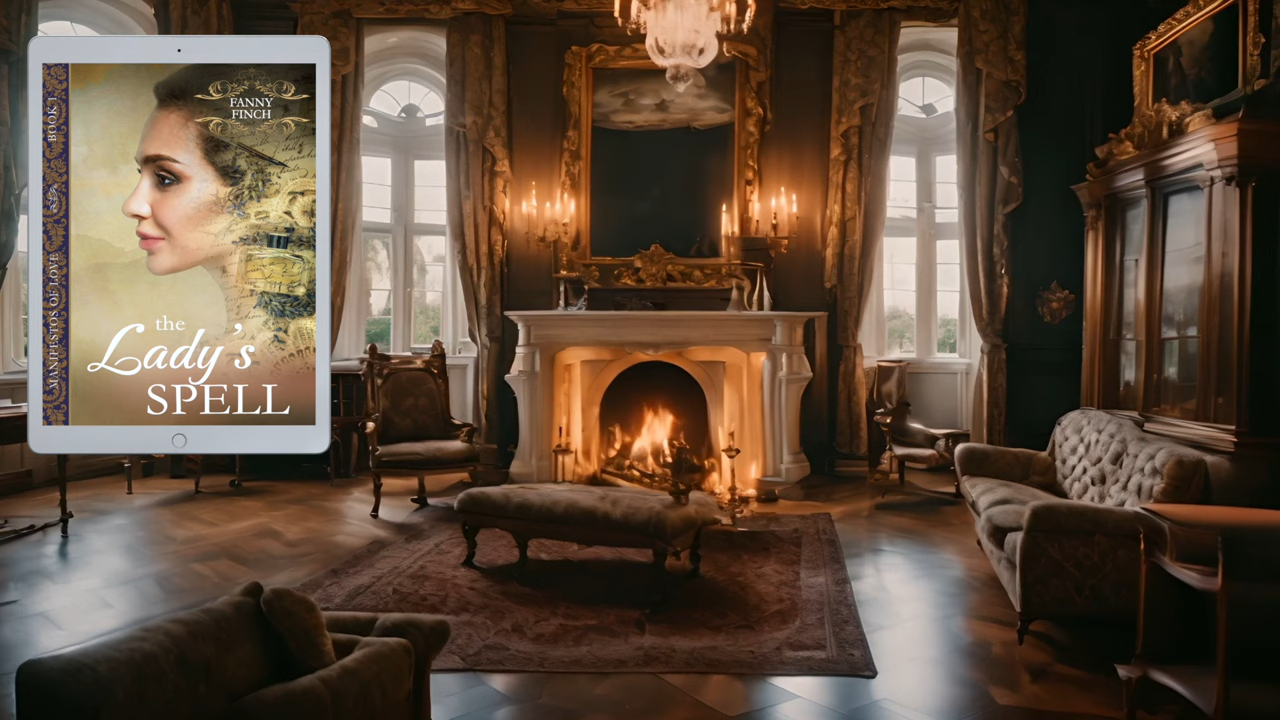 FANNY
FINCH
the
Lady's
SPELL
MANIFESTOS OF LOVE
BOOK 1